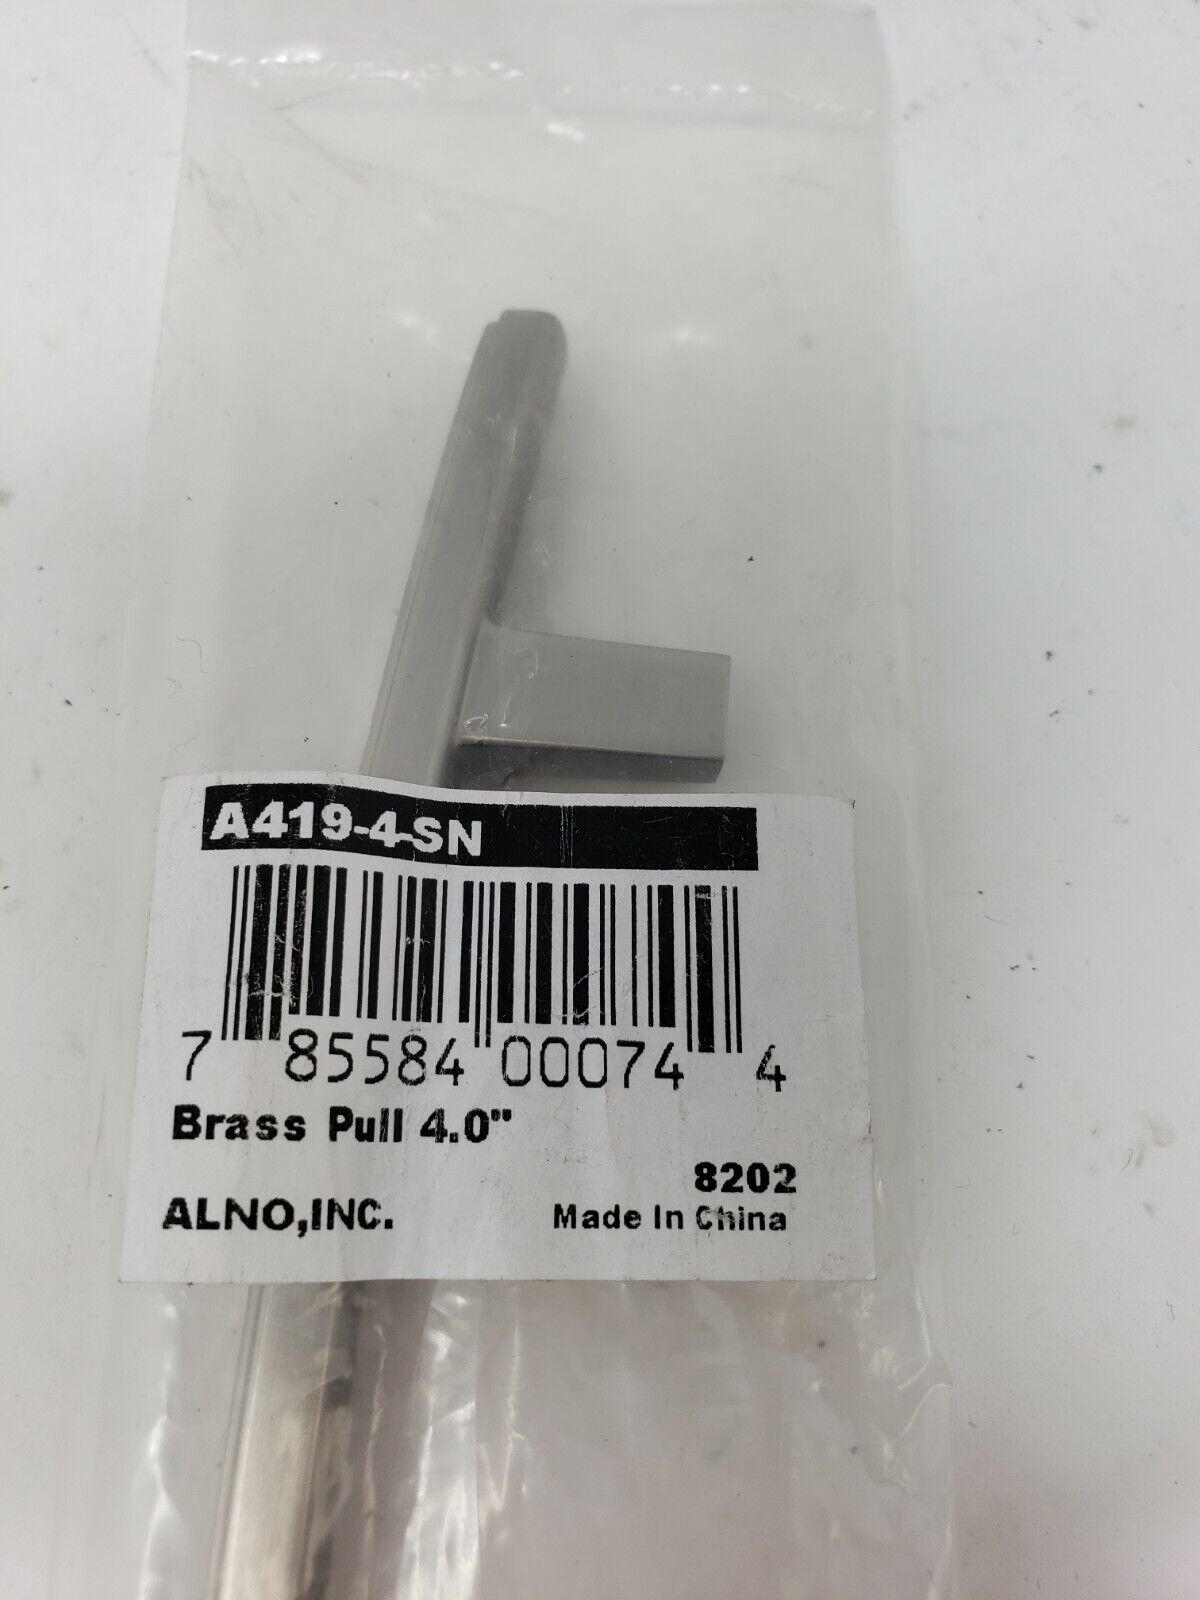 A419-4-SN
7 85584 00074 4
Brass Pull 4.0"
8202
ALNO,INC. Made In China